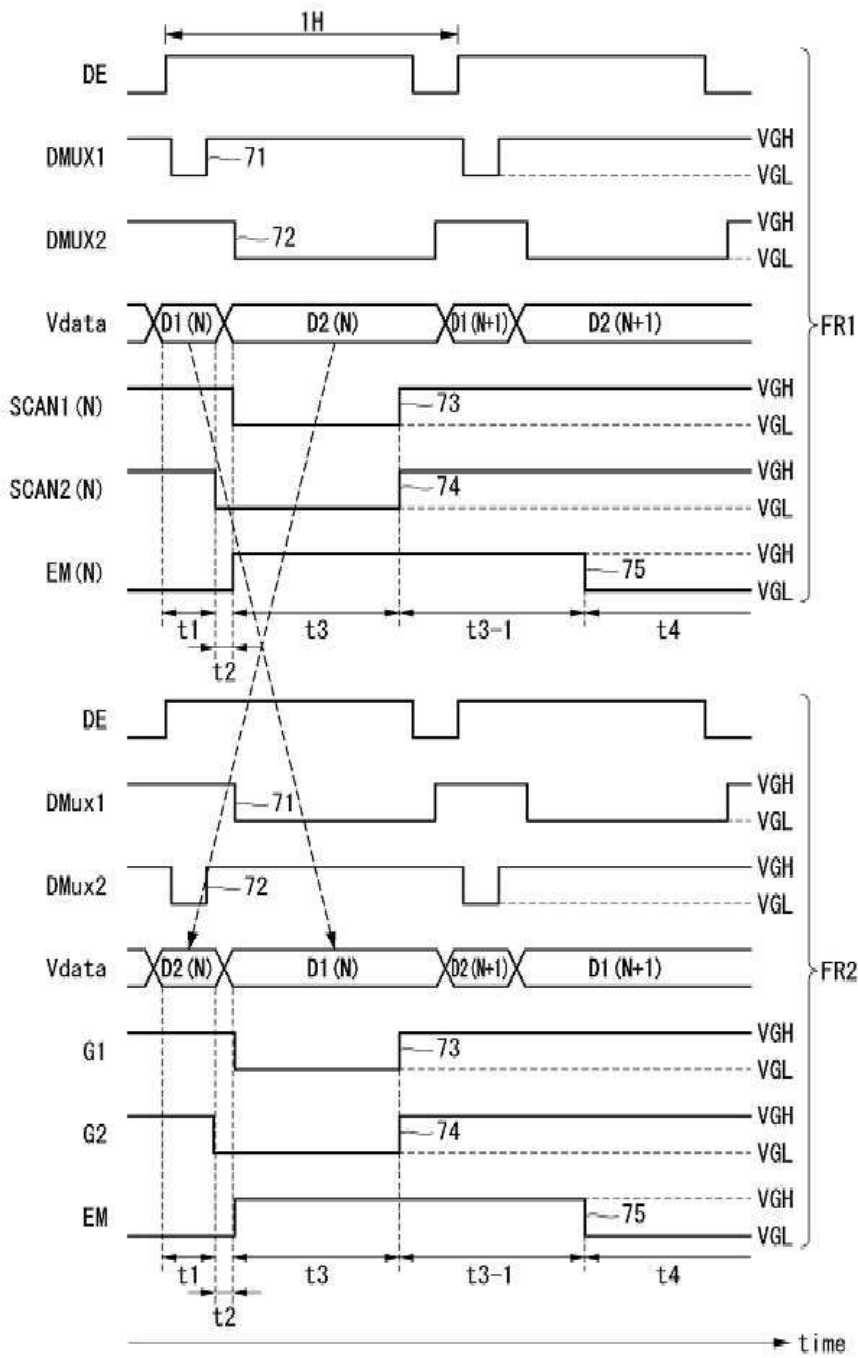 1H
DE
DMUX1
71
VGH
VGL
DMUX2
72
VGH
VGL
Vdata
D1(N)
D2(N)
D1(N+1)
D2(N+1)
FR1
SCAN1(N)
73
VGH
VGL
SCAN2(N)
74
VGH
VGL
EM(N)
75
VGH
VGL
t1
t2
t3
t3-1
t4
DE
DMux1
71
VGH
VGL
DMux2
72
VGH
VGL
Vdata
D2(N)
D1(N)
D2(N+1)
D1(N+1)
FR2
G1
73
VGH
VGL
G2
74
VGH
VGL
EM
75
VGH
VGL
t1
t2
t3
t3-1
t4
time